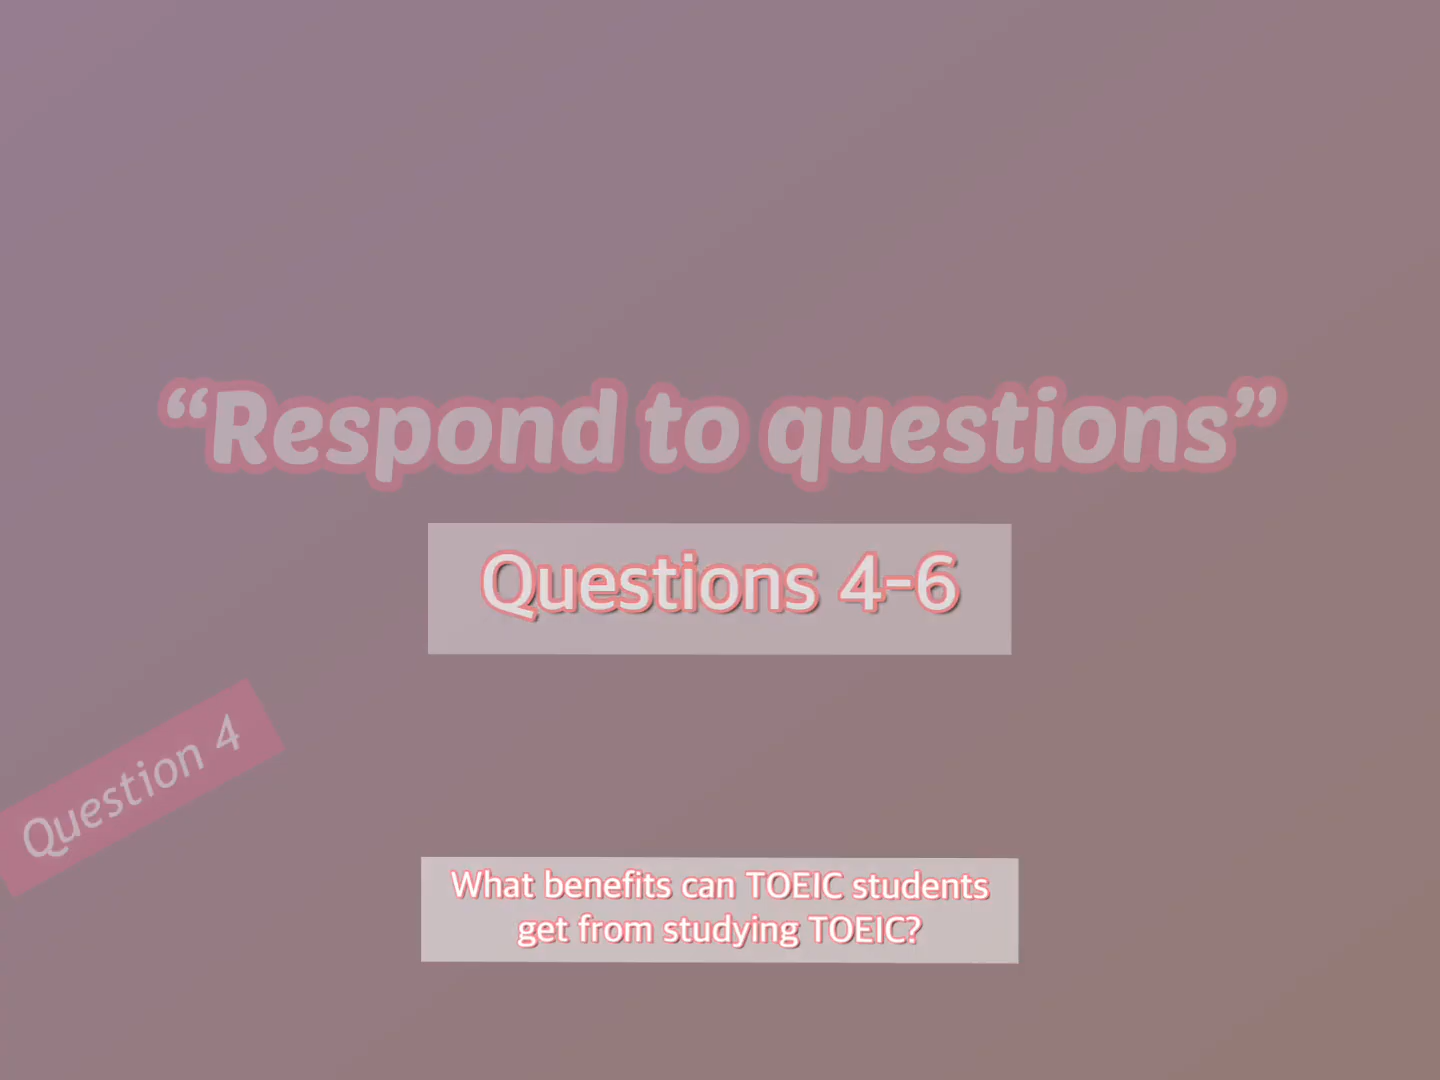 “Respond to questions”
Questions 4-6
Question 4
What benefits can TOEIC students
get from studying TOEIC?